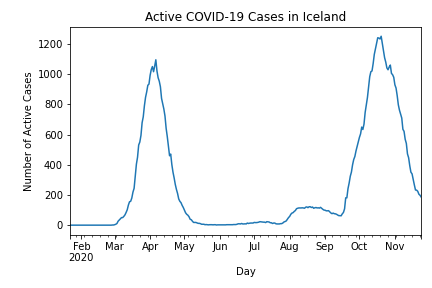 Active COVID-19 Cases in Iceland
Number of Active Cases
1200
1000
800
600
400
200
0
Feb Mar Apr May Jun Jul Aug Sep Oct Nov
2020
Day